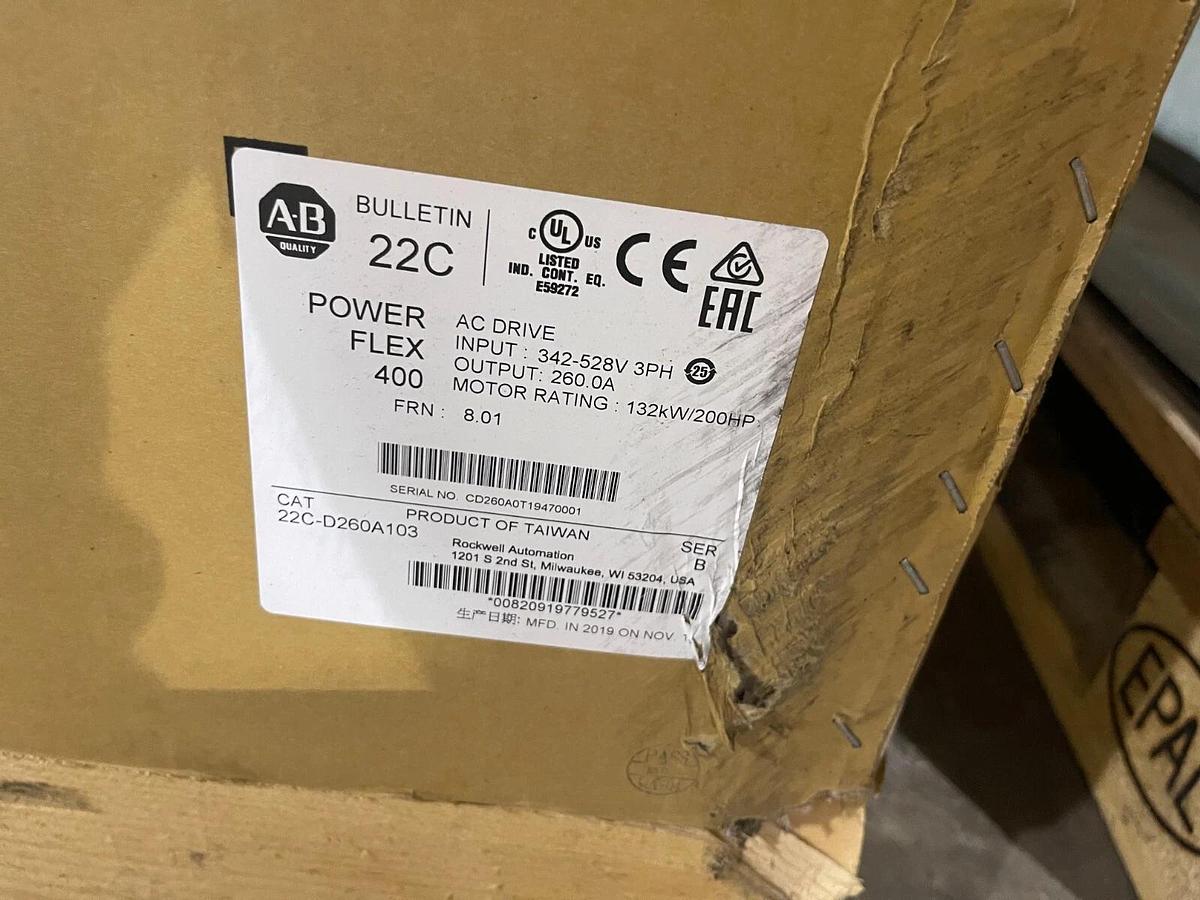 A-B
QUALITY
BULLETIN
22C
C UL US
LISTED
IND. CONT. EQ.
E59272
CE
EAC
POWER
FLEX
400
AC DRIVE
INPUT : 342-528V 3PH
25
OUTPUT: 260.0A
MOTOR RATING : 132kW/200HP
FRN : 8.01
SERIAL NO. CD260A0T19470001
CAT
22C-D260A103
PRODUCT OF TAIWAN
SER
B
Rockwell Automation
1201 S 2nd St, Milwaukee, WI 53204, USA
*00820919779527*
生产日期: MFD. IN 2019 ON NOV.
EPAL